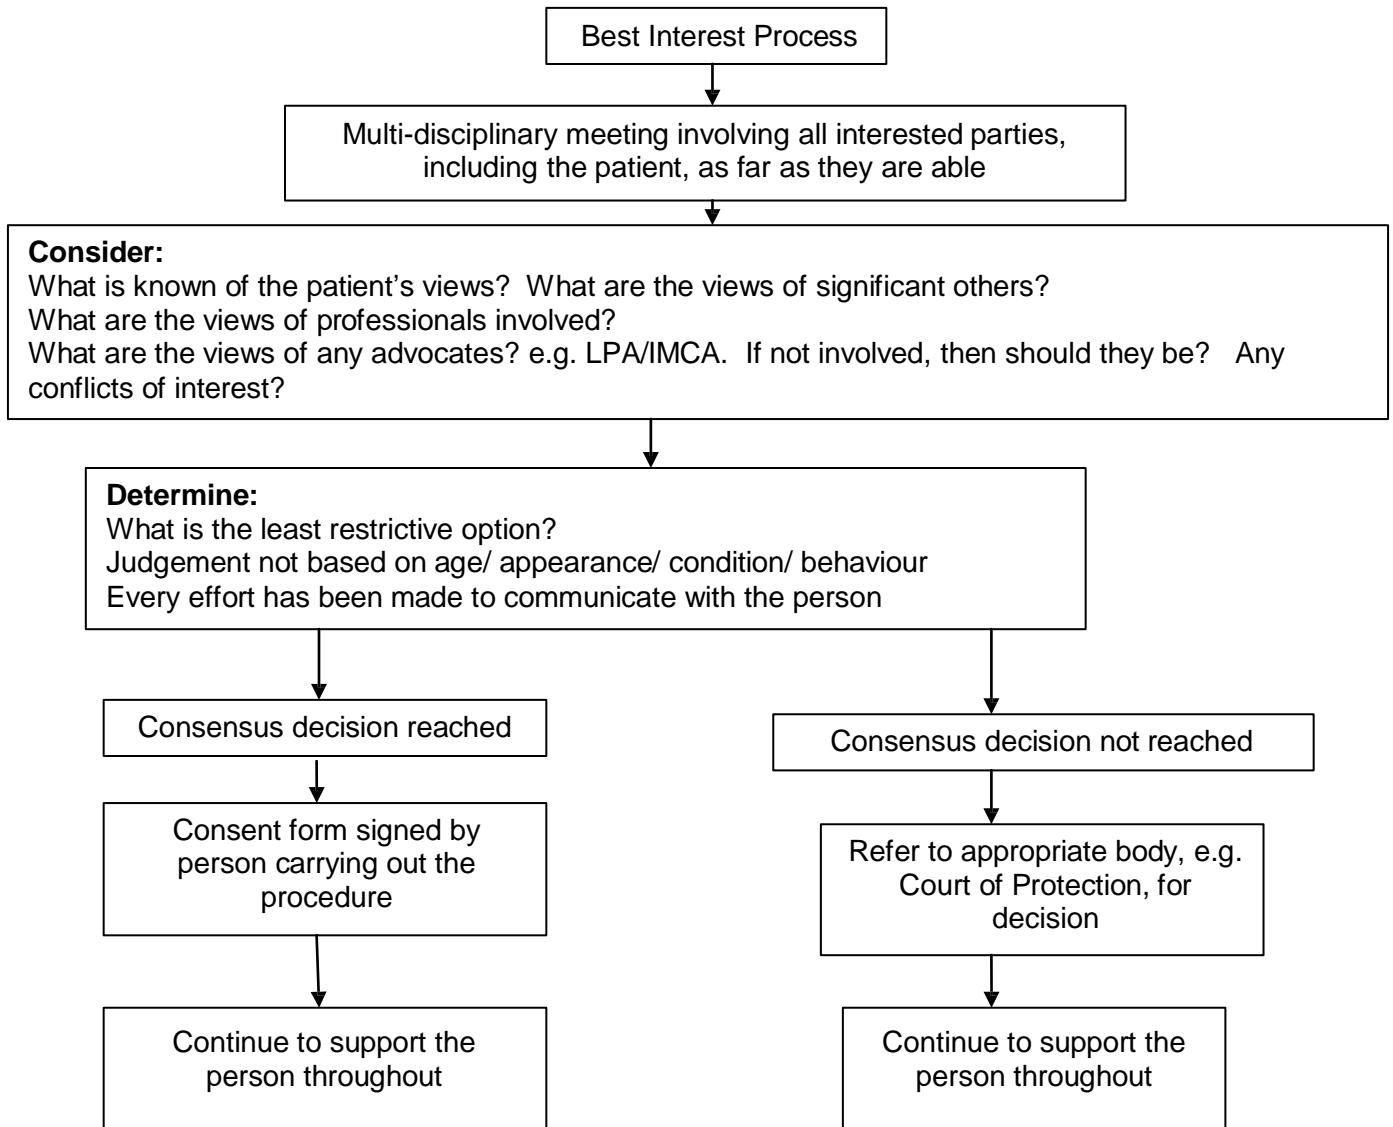 Best Interest Process
Multi-disciplinary meeting involving all interested parties,
including the patient, as far as they are able
Consider:
What is known of the patient’s views?  What are the views of significant others?
What are the views of professionals involved?
What are the views of any advocates? e.g. LPA/IMCA.  If not involved, then should they be?   Any
conflicts of interest?
Determine:
What is the least restrictive option?
Judgement not based on age/ appearance/ condition/ behaviour
Every effort has been made to communicate with the person
Consensus decision reached
Consent form signed by
person carrying out the
procedure
Continue to support the
person throughout
Consensus decision not reached
Refer to appropriate body, e.g.
Court of Protection, for
decision
Continue to support the
person throughout